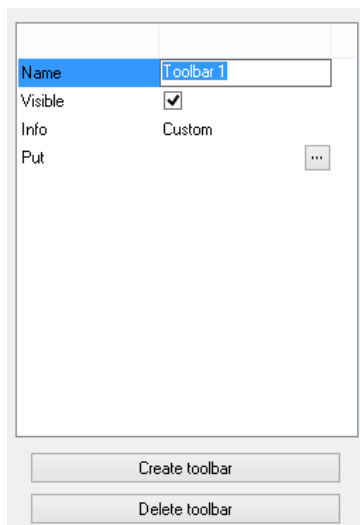 Name Toolbar 1
Visible
Info Custom
Put ...
Create toolbar
Delete toolbar